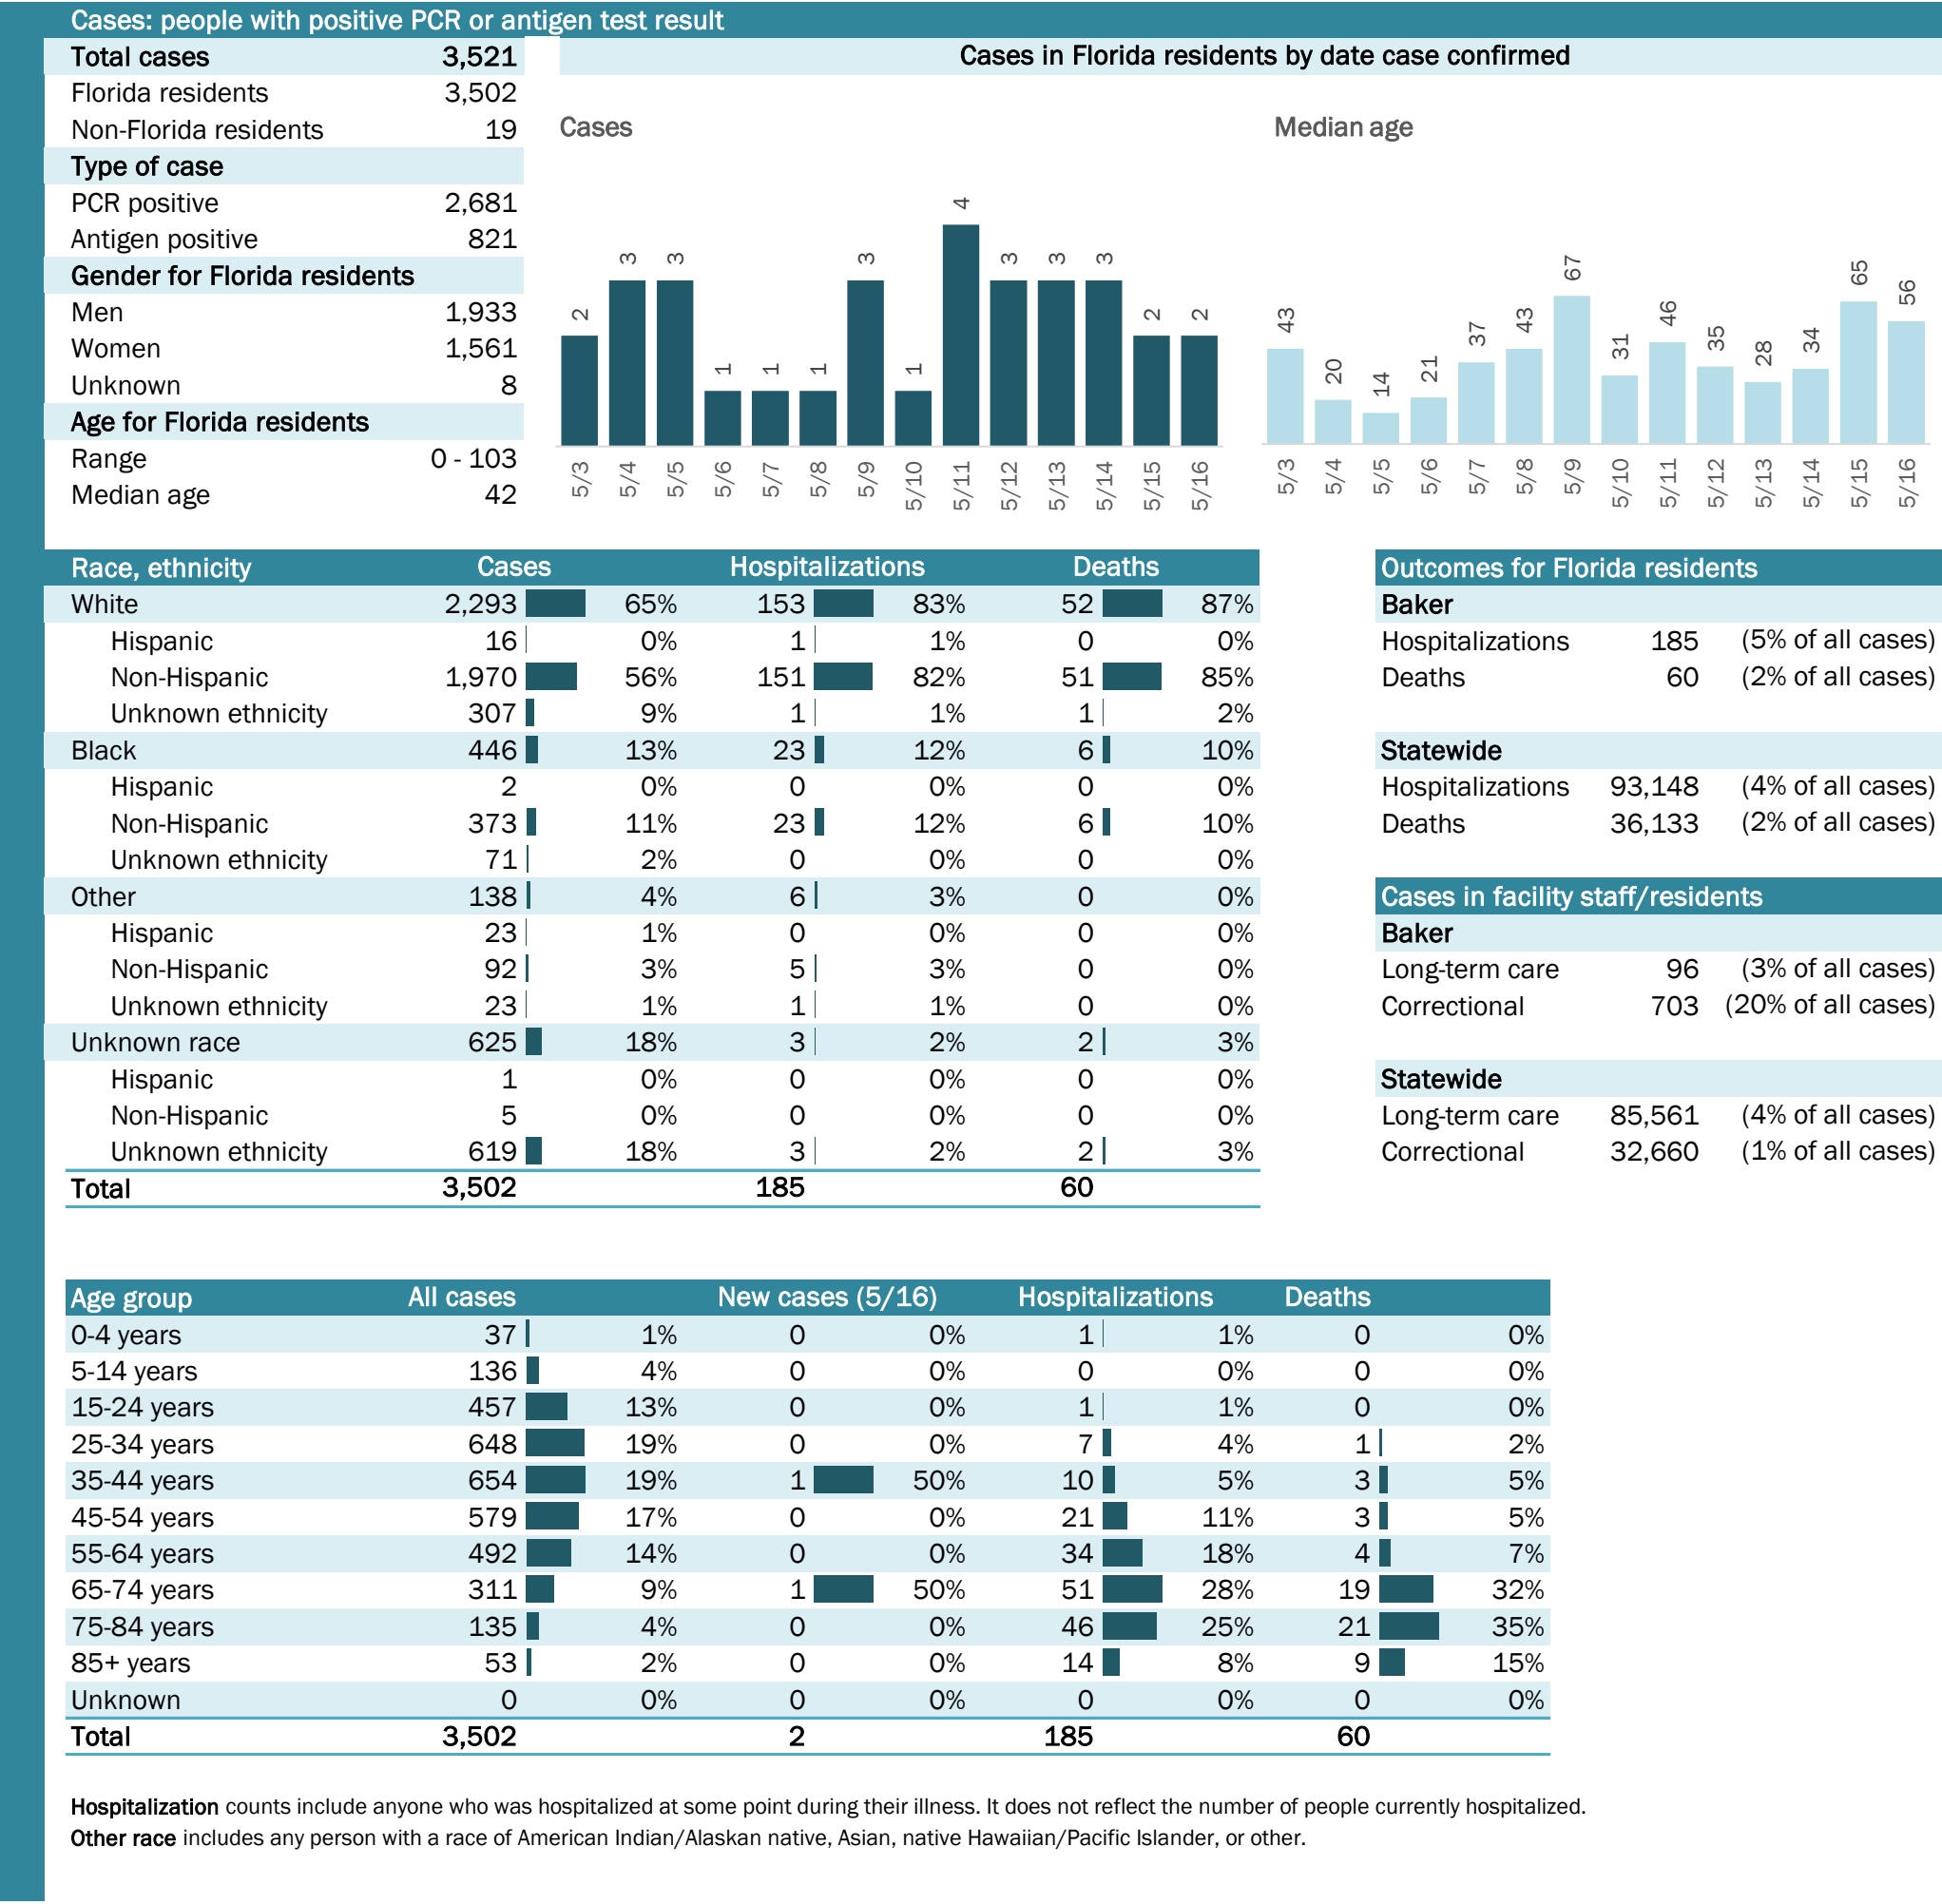 Cases: people with positive PCR or antigen test result
Total cases 3,521
Florida residents 3,502
Non-Florida residents 19
Type of case
PCR positive 2,681
Antigen positive 821
Gender for Florida residents
Men 1,933
Women 1,561
Unknown 8
Age for Florida residents
Range 0 - 103
Median age 42
Cases in Florida residents by date case confirmed
Cases
2 3 3 1 1 1 3 1 4 3 3 3 2 2
5/3 5/4 5/5 5/6 5/7 5/8 5/9 5/10 5/11 5/12 5/13 5/14 5/15 5/16
Median age
43 20 14 21 37 43 67 31 46 35 28 34 65 56
5/3 5/4 5/5 5/6 5/7 5/8 5/9 5/10 5/11 5/12 5/13 5/14 5/15 5/16
Race, ethnicity Cases Hospitalizations Deaths
White 2,293 65% 153 83% 52 87%
Hispanic 16 0% 1 1% 0 0%
Non-Hispanic 1,970 56% 151 82% 51 85%
Unknown ethnicity 307 9% 1 1% 1 2%
Black 446 13% 23 12% 6 10%
Hispanic 2 0% 0 0% 0 0%
Non-Hispanic 373 11% 23 12% 6 10%
Unknown ethnicity 71 2% 0 0% 0 0%
Other 138 4% 6 3% 0 0%
Hispanic 23 1% 0 0% 0 0%
Non-Hispanic 92 3% 5 3% 0 0%
Unknown ethnicity 23 1% 1 1% 0 0%
Unknown race 625 18% 3 2% 2 3%
Hispanic 1 0% 0 0% 0 0%
Non-Hispanic 5 0% 0 0% 0 0%
Unknown ethnicity 619 18% 3 2% 2 3%
Total 3,502 185 60
Outcomes for Florida residents
Baker
Hospitalizations 185 (5% of all cases)
Deaths 60 (2% of all cases)
Statewide
Hospitalizations 93,148 (4% of all cases)
Deaths 36,133 (2% of all cases)
Cases in facility staff/residents
Baker
Long-term care 96 (3% of all cases)
Correctional 703 (20% of all cases)
Statewide
Long-term care 85,561 (4% of all cases)
Correctional 32,660 (1% of all cases)
Age group All cases New cases (5/16) Hospitalizations Deaths
0-4 years 37 1% 0 0% 1 1% 0 0%
5-14 years 136 4% 0 0% 0 0% 0 0%
15-24 years 457 13% 0 0% 1 1% 0 0%
25-34 years 648 19% 0 0% 7 4% 1 2%
35-44 years 654 19% 1 50% 10 5% 3 5%
45-54 years 579 17% 0 0% 21 11% 3 5%
55-64 years 492 14% 0 0% 34 18% 4 7%
65-74 years 311 9% 1 50% 51 28% 19 32%
75-84 years 135 4% 0 0% 46 25% 21 35%
85+ years 53 2% 0 0% 14 8% 9 15%
Unknown 0 0% 0 0% 0 0% 0 0%
Total 3,502 2 185 60
Hospitalization counts include anyone who was hospitalized at some point during their illness. It does not reflect the number of people currently hospitalized.
Other race includes any person with a race of American Indian/Alaskan native, Asian, native Hawaiian/Pacific Islander, or other.